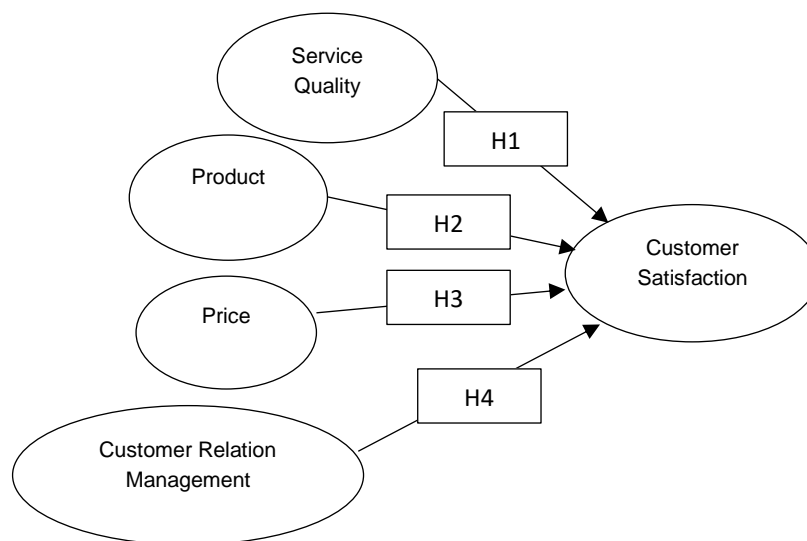 Service
Quality
H1
Product
H2
Customer
Satisfaction
Price
H3
H4
Customer Relation
Management